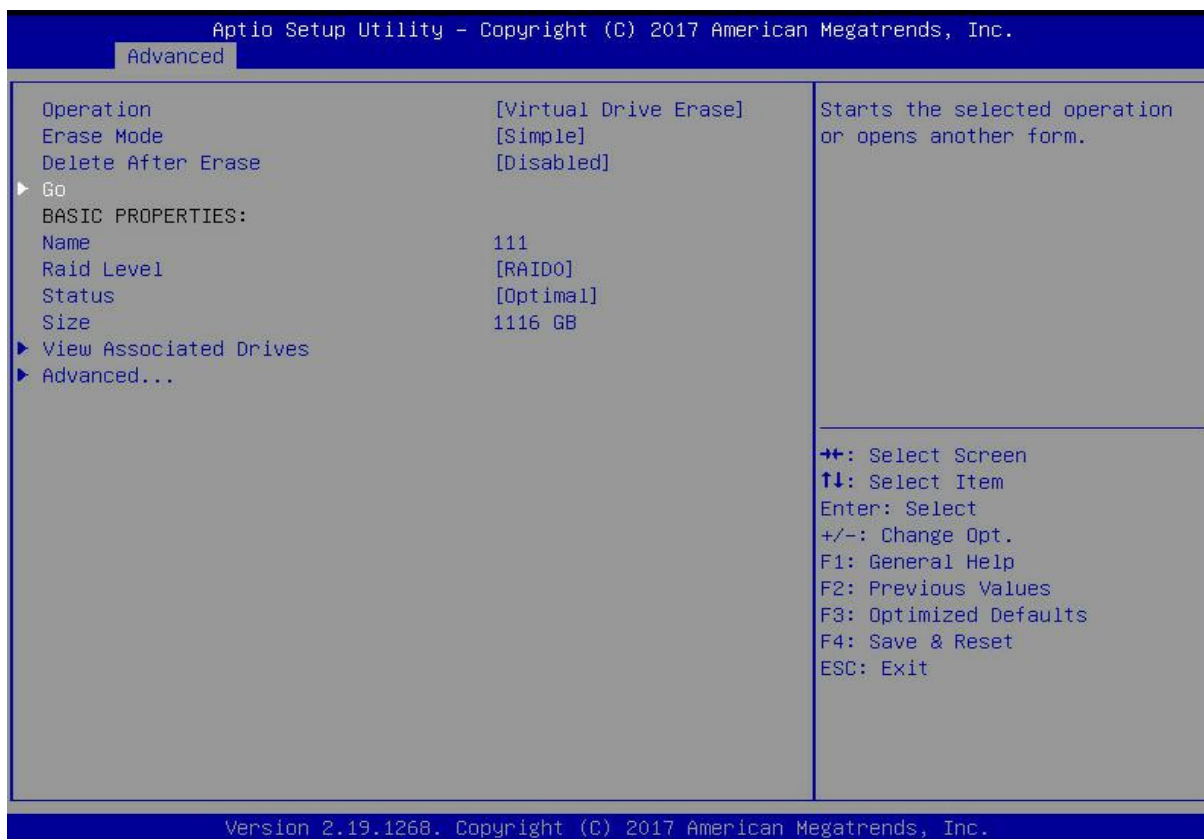 Aptio Setup Utility – Copyright (C) 2017 American Megatrends, Inc.
Advanced
Operation [Virtual Drive Erase]
Erase Mode [Simple]
Delete After Erase [Disabled]
Go
BASIC PROPERTIES:
Name 111
Raid Level [RAID0]
Status [Optimal]
Size 1116 GB
View Associated Drives
Advanced...
Starts the selected operation
or opens another form.
→←: Select Screen
↑↓: Select Item
Enter: Select
+/-: Change Opt.
F1: General Help
F2: Previous Values
F3: Optimized Defaults
F4: Save & Reset
ESC: Exit
Version 2.19.1268. Copyright (C) 2017 American Megatrends, Inc.